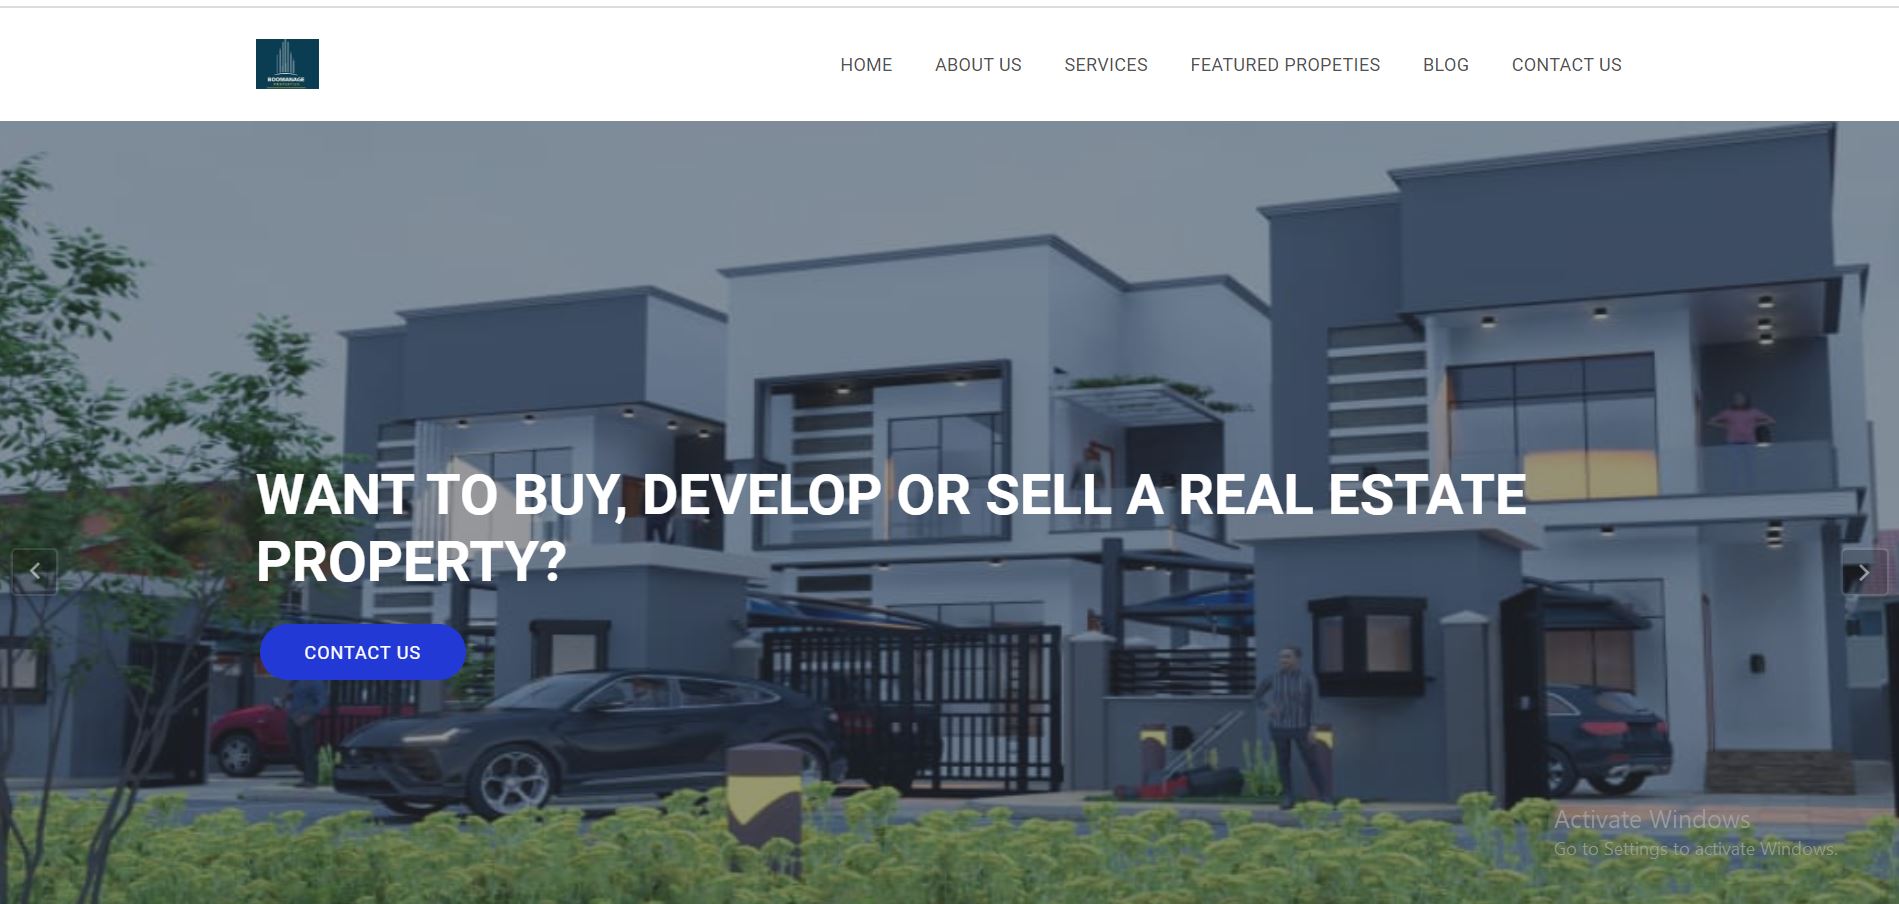 BOOMANAGE
PROPERTIES
HOME ABOUT US SERVICES FEATURED PROPETIES BLOG CONTACT US
WANT TO BUY, DEVELOP OR SELL A REAL ESTATE
PROPERTY?
CONTACT US
Activate Windows
Go to Settings to activate Windows.